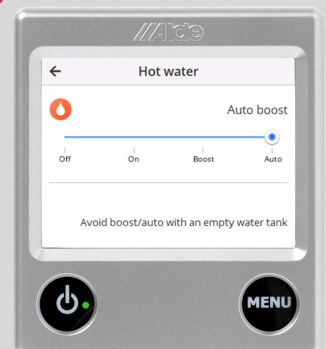 Alde
← Hot water
Auto boost
Off On Boost Auto
Avoid boost/auto with an empty water tank
MENU